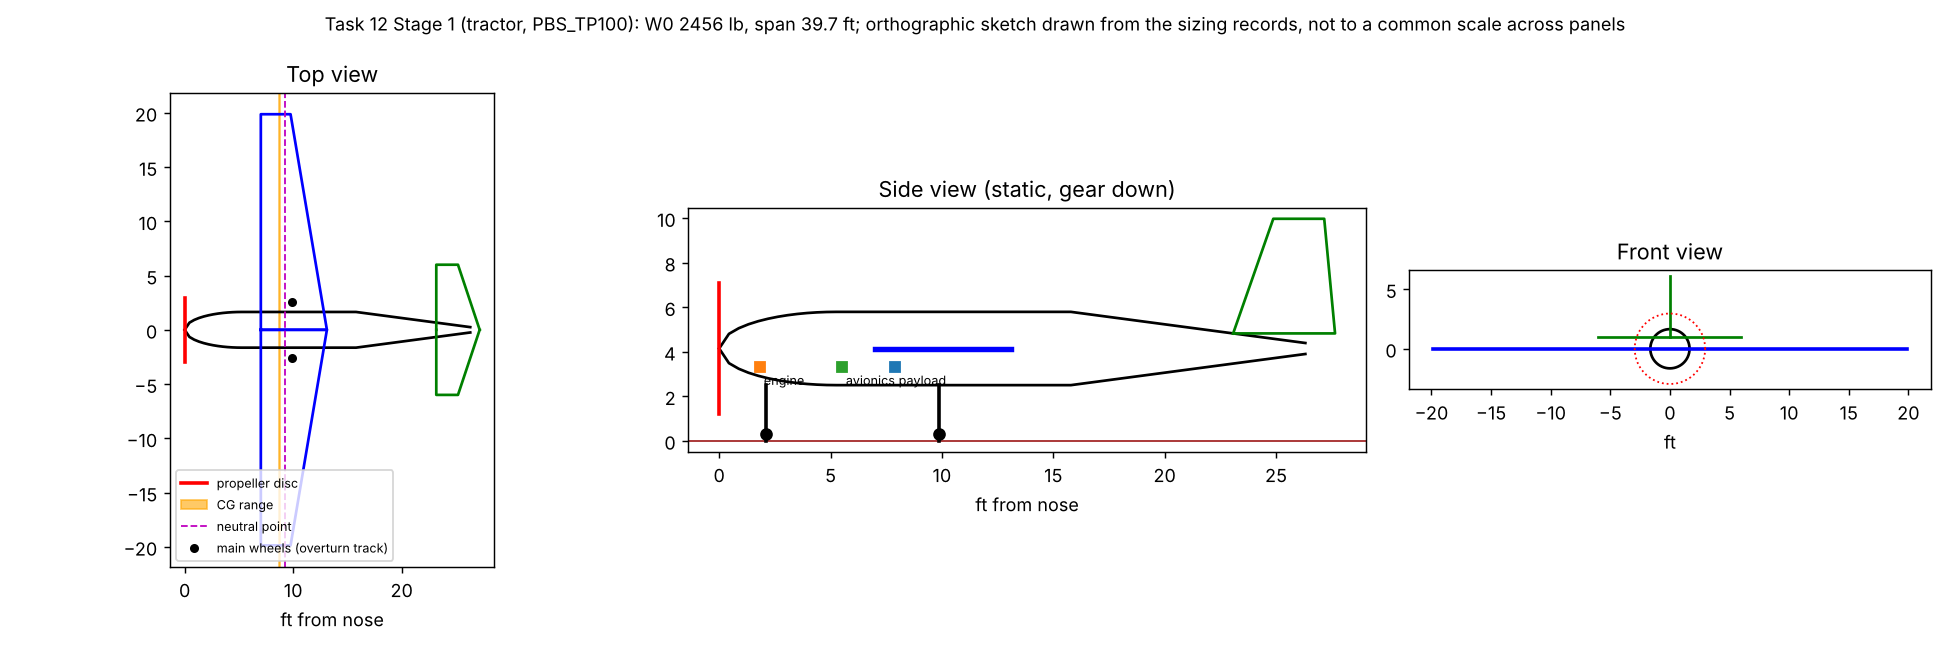 Task 12 Stage 1 (tractor, PBS_TP100): W0 2456 lb, span 39.7 ft; orthographic sketch drawn from the sizing records, not to a common scale across panels
Top view
20
15
10
5
0
−5
−10
−15
−20
propeller disc
CG range
neutral point
main wheels (overturn track)
0 10 20
ft from nose
Side view (static, gear down)
10
8
6
4
2
0
engine
avionics payload
0 5 10 15 20 25
ft from nose
Front view
5
0
−20 −15 −10 −5 0 5 10 15 20
ft